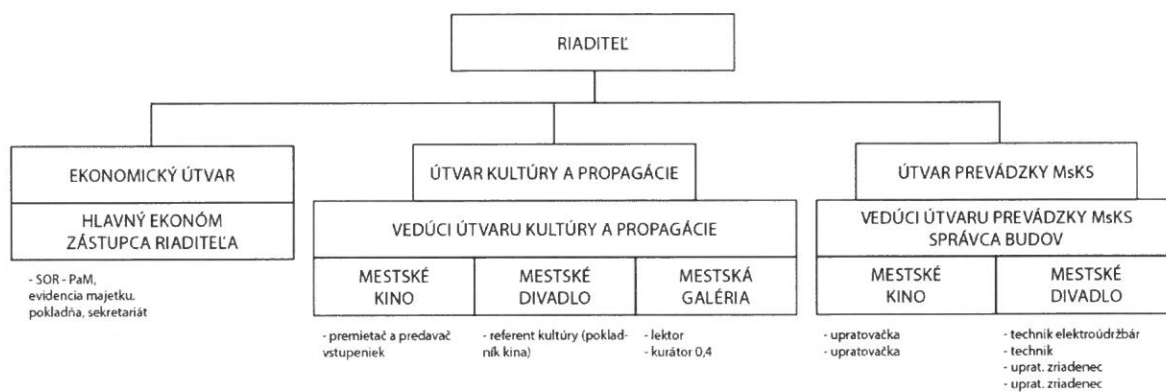 RIADITEĽ
EKONOMICKÝ ÚTVAR
HLAVNÝ EKONÓM
ZÁSTUPCA RIADITEĽA
- SOR - PaM,
evidencia majetku,
pokladňa, sekretariát
ÚTVAR KULTÚRY A PROPAGÁCIE
VEDÚCI ÚTVARU KULTÚRY A PROPAGÁCIE
MESTSKÉ
KINO
- premietač a predavač
vstupeniek
MESTSKÉ
DIVADLO
- referent kultúry (poklad-
ník kina)
MESTSKÁ
GALÉRIA
- lektor
- kurátor 0,4
ÚTVAR PREVÁDZKY MsKS
VEDÚCI ÚTVARU PREVÁDZKY MsKS
SPRÁVCA BUDOV
MESTSKÉ
KINO
- upratovačka
- upratovačka
MESTSKÉ
DIVADLO
- technik elektroúdržbár
- technik
- uprat. zriadenec
- uprat. zriadenec